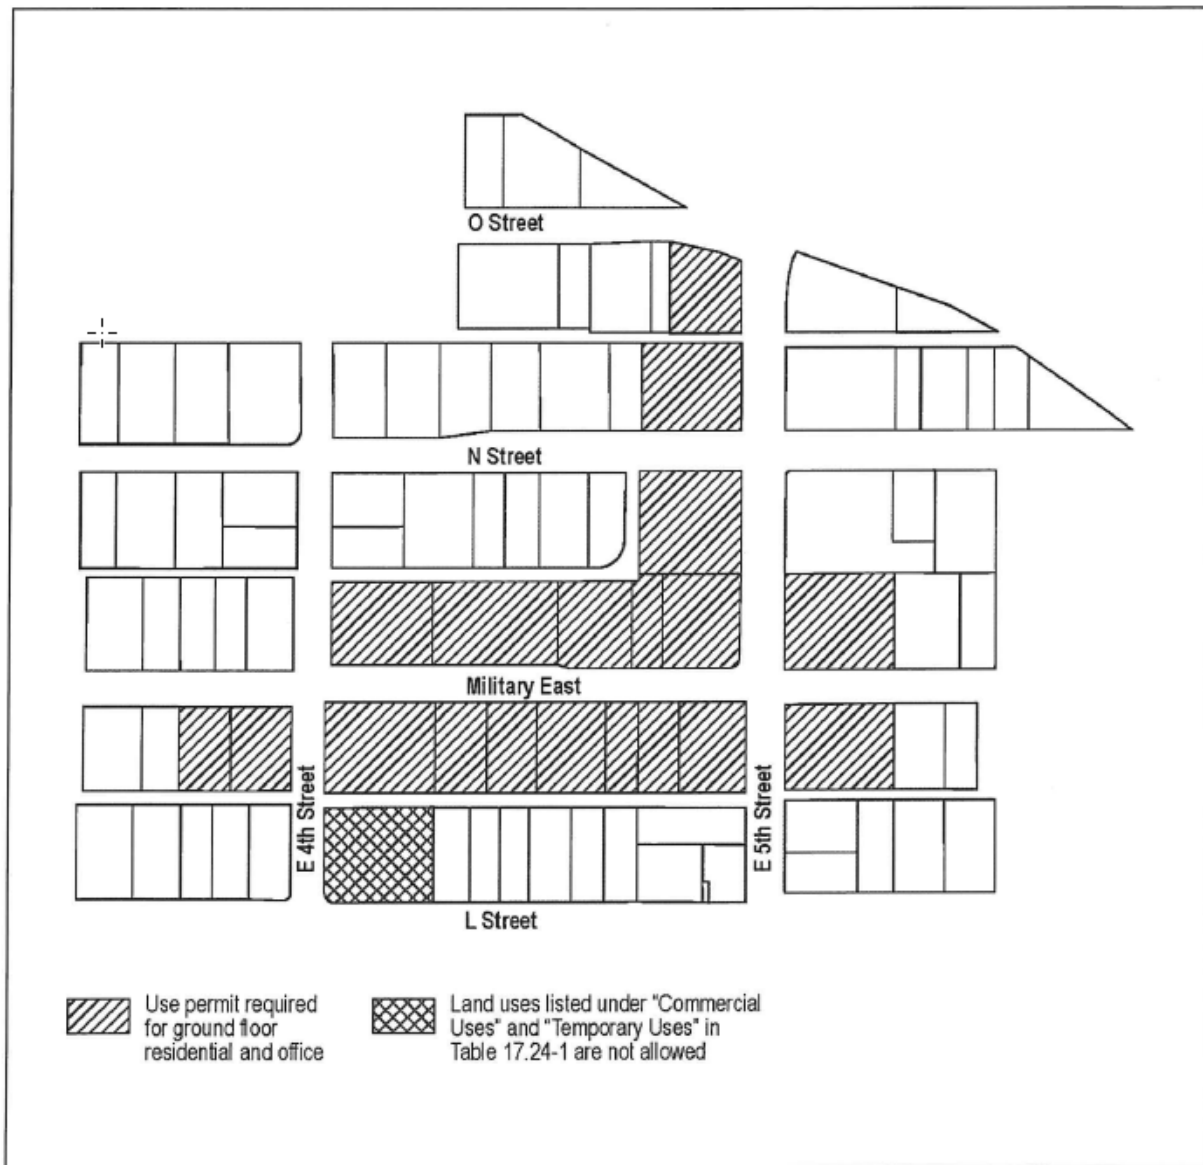 O Street
N Street
Military East
E 4th Street
E 5th Street
L Street
Use permit required
for ground floor
residential and office
Land uses listed under "Commercial
Uses" and "Temporary Uses" in
Table 17.24-1 are not allowed